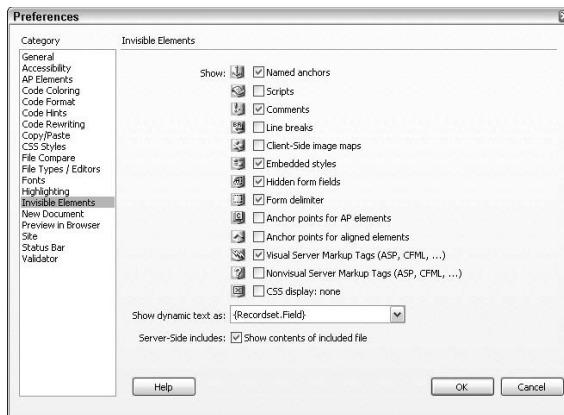 Preferences
Category
Invisible Elements
General
Accessibility
AP Elements
Code Coloring
Code Format
Code Hints
Code Rewriting
Copy/Paste
CSS Styles
File Compare
File Types / Editors
Fonts
Highlighting
Invisible Elements
New Document
Preview in Browser
Site
Status Bar
Validator
Show: Named anchors
Scripts
Comments
Line breaks
Client-Side image maps
Embedded styles
Hidden form fields
Form delimiter
Anchor points for AP elements
Anchor points for aligned elements
Visual Server Markup Tags (ASP, CFML, ...)
Nonvisual Server Markup Tags (ASP, CFML, ...)
CSS display: none
Show dynamic text as: {Recordset.Field}
Server-Side includes: Show contents of included file
Help
OK
Cancel